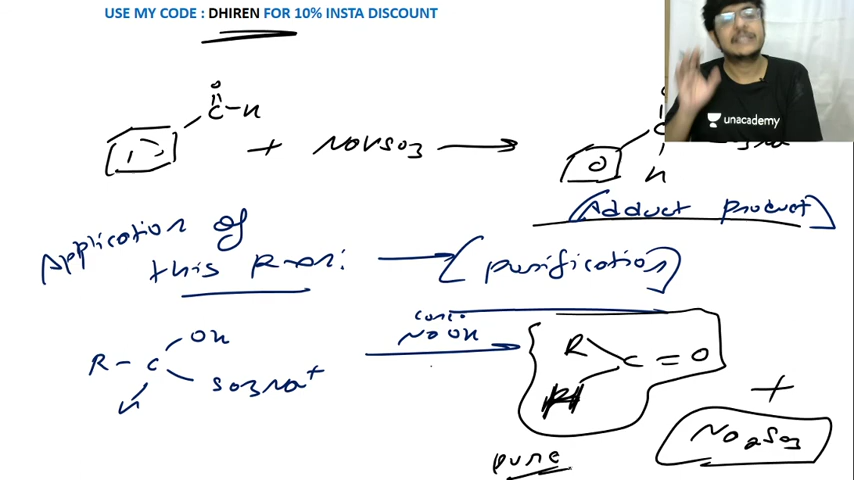 USE MY CODE : DHIREN FOR 10% INSTA DISCOUNT
unacademy
O
C-H
+ NaHSO3
C
H
(Adduct product)
Application of
this Rxn: (purification)
R - C
OH
H
SO3Na+
conc.
NaOH
R
C = O
H
+
Na2SO3
pure